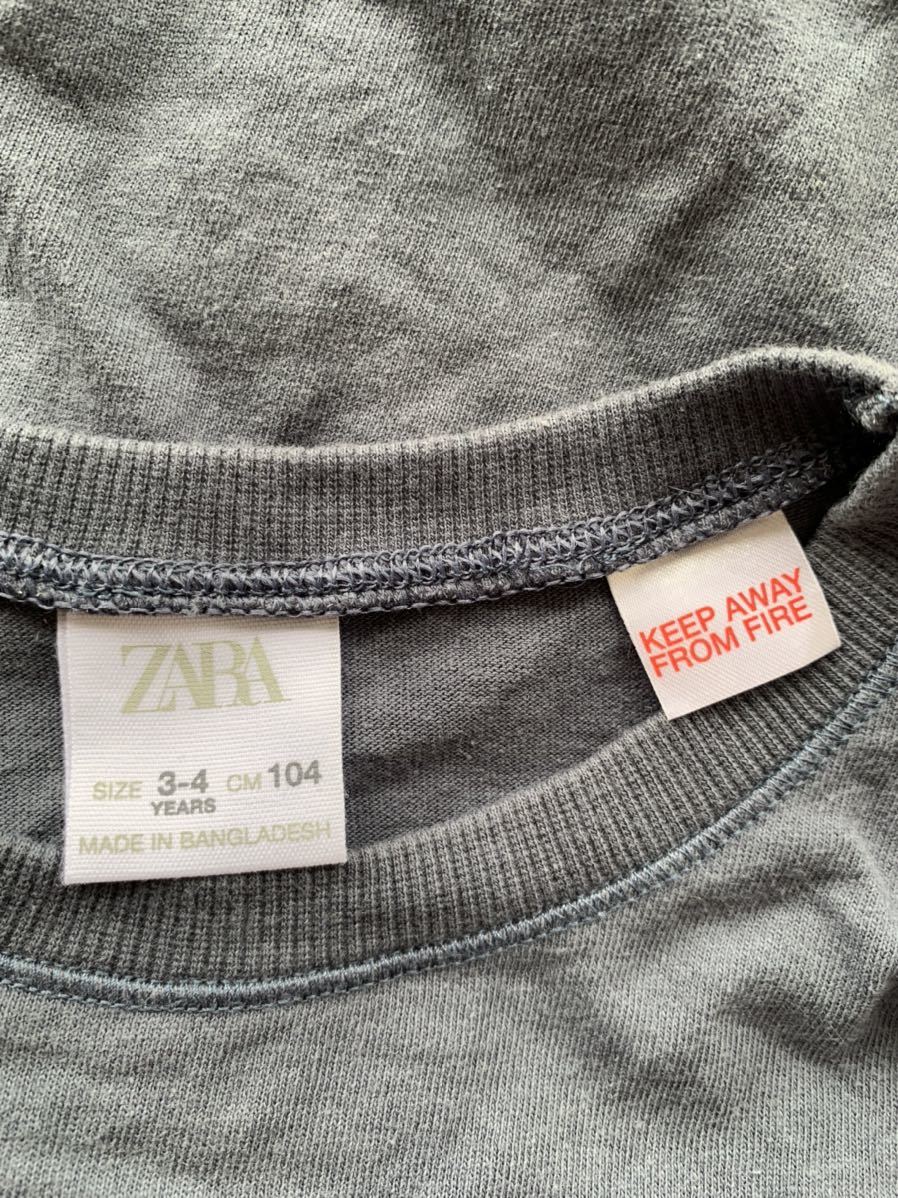 ZARA
SIZE 3-4 CM 104
YEARS
MADE IN BANGLADESH
KEEP AWAY
FROM FIRE